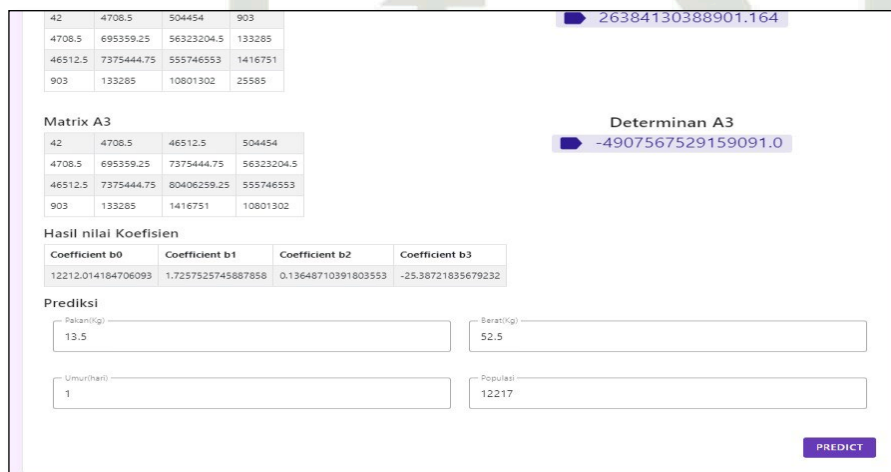 42 4708.5 504454 903
26384130388901.164
4708.5 695359.25 56323204.5 133285
46512.5 7375444.75 555746553 1416751
903 133285 10801302 25585
Matrix A3
Determinan A3
42 4708.5 46512.5 504454
-4907567529159091.0
4708.5 695359.25 7375444.75 56323204.5
46512.5 7375444.75 80406259.25 555746553
903 133285 1416751 10801302
Hasil nilai Koefisien
Coefficient b0 Coefficient b1 Coefficient b2 Coefficient b3
12212.014184706093 1.7257525745887858 0.13648710391803553 -25.38721835679232
Prediksi
Pakan(Kg) Berat(Kg)
13.5 52.5
Umur(hari) Populasi
1 12217
PREDICT